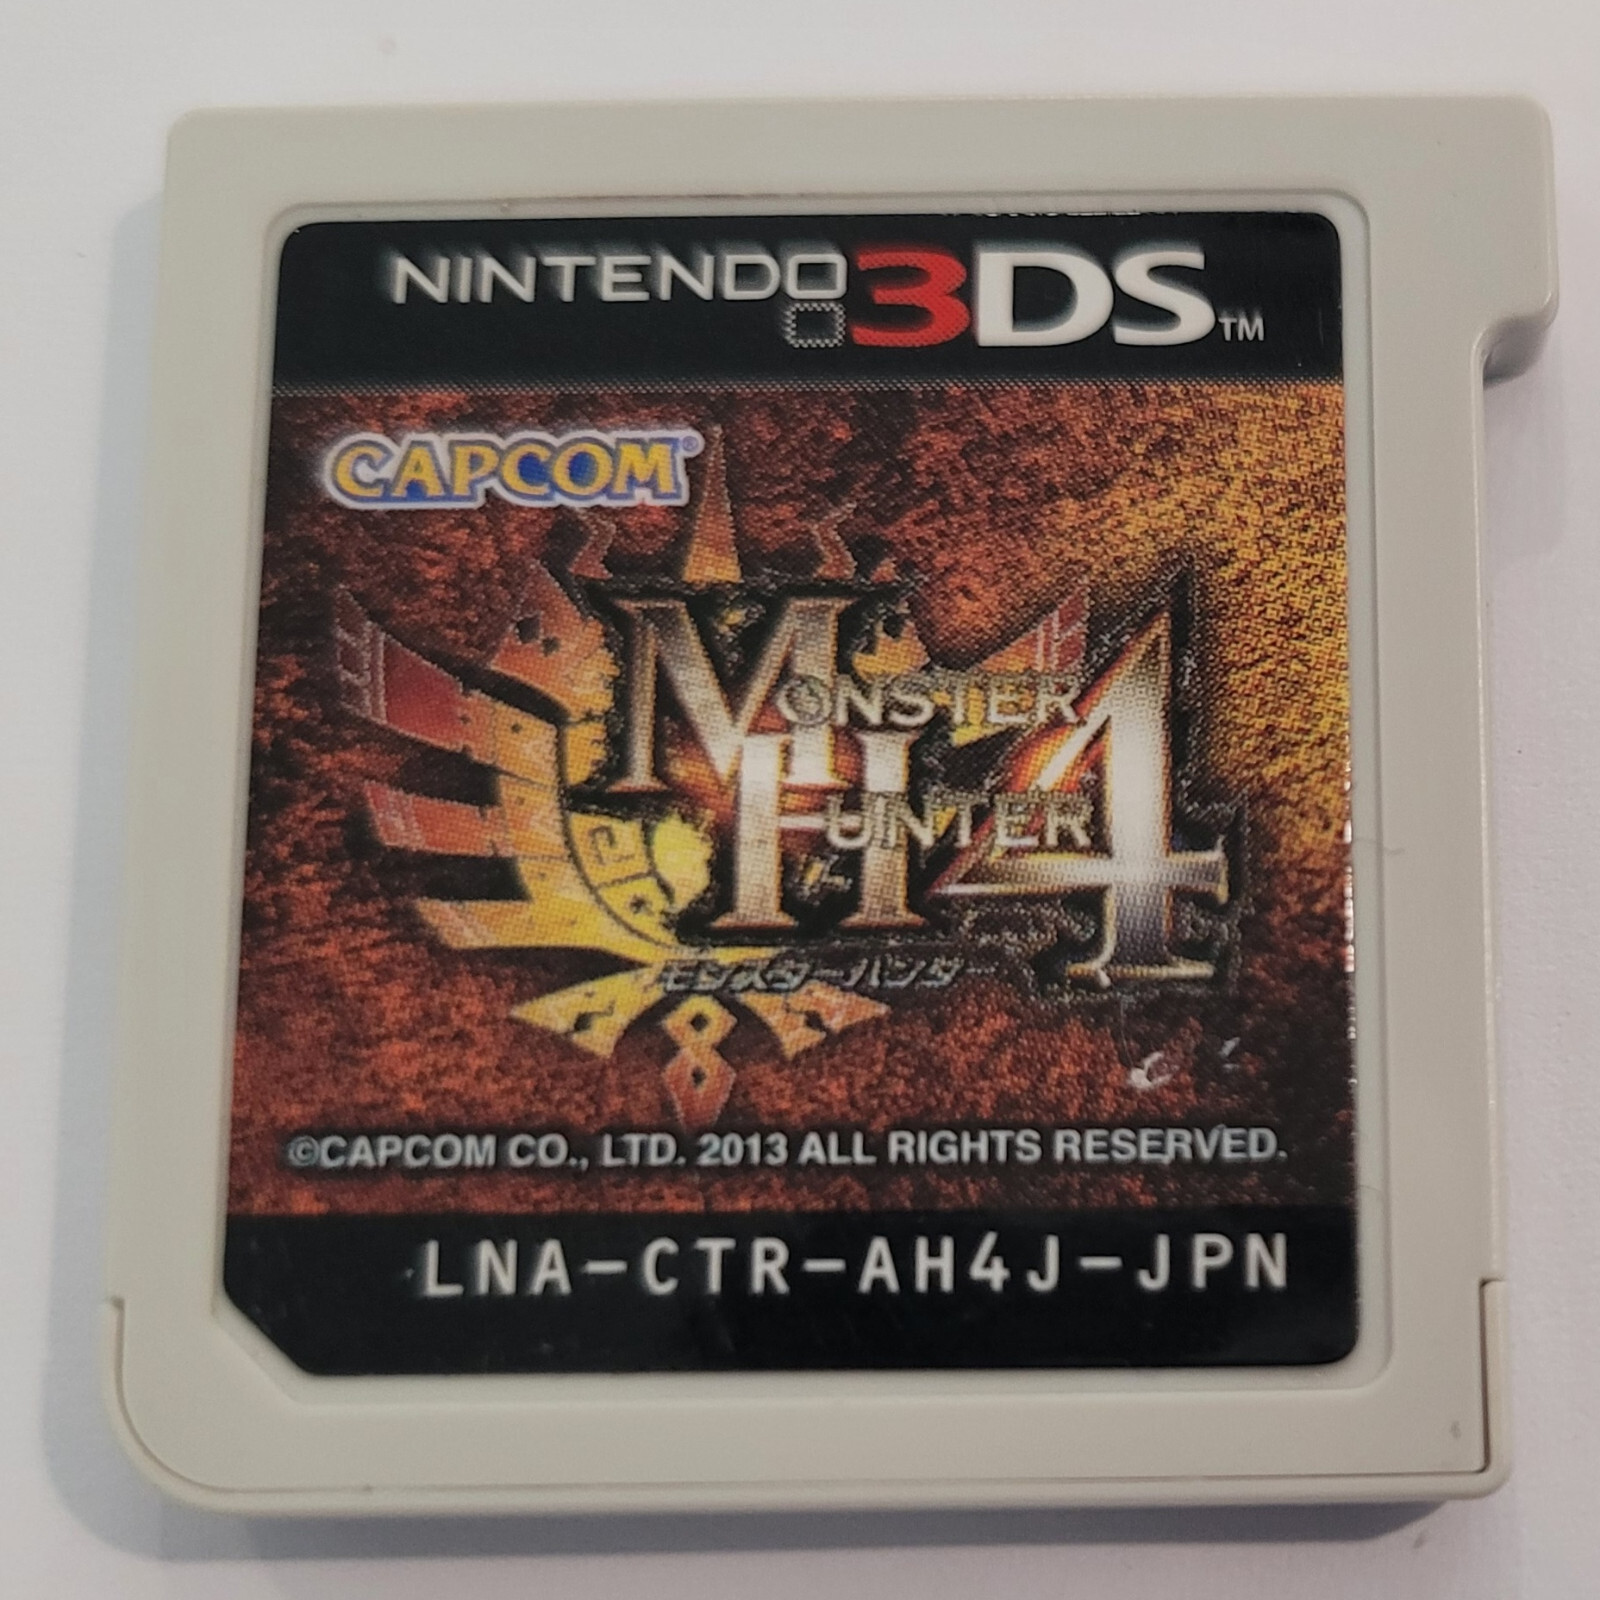 NINTENDO 3DS™
CAPCOM®
MONSTER
HUNTER 4
モンスターハンター
©CAPCOM CO., LTD. 2013 ALL RIGHTS RESERVED.
LNA-CTR-AH4J-JPN